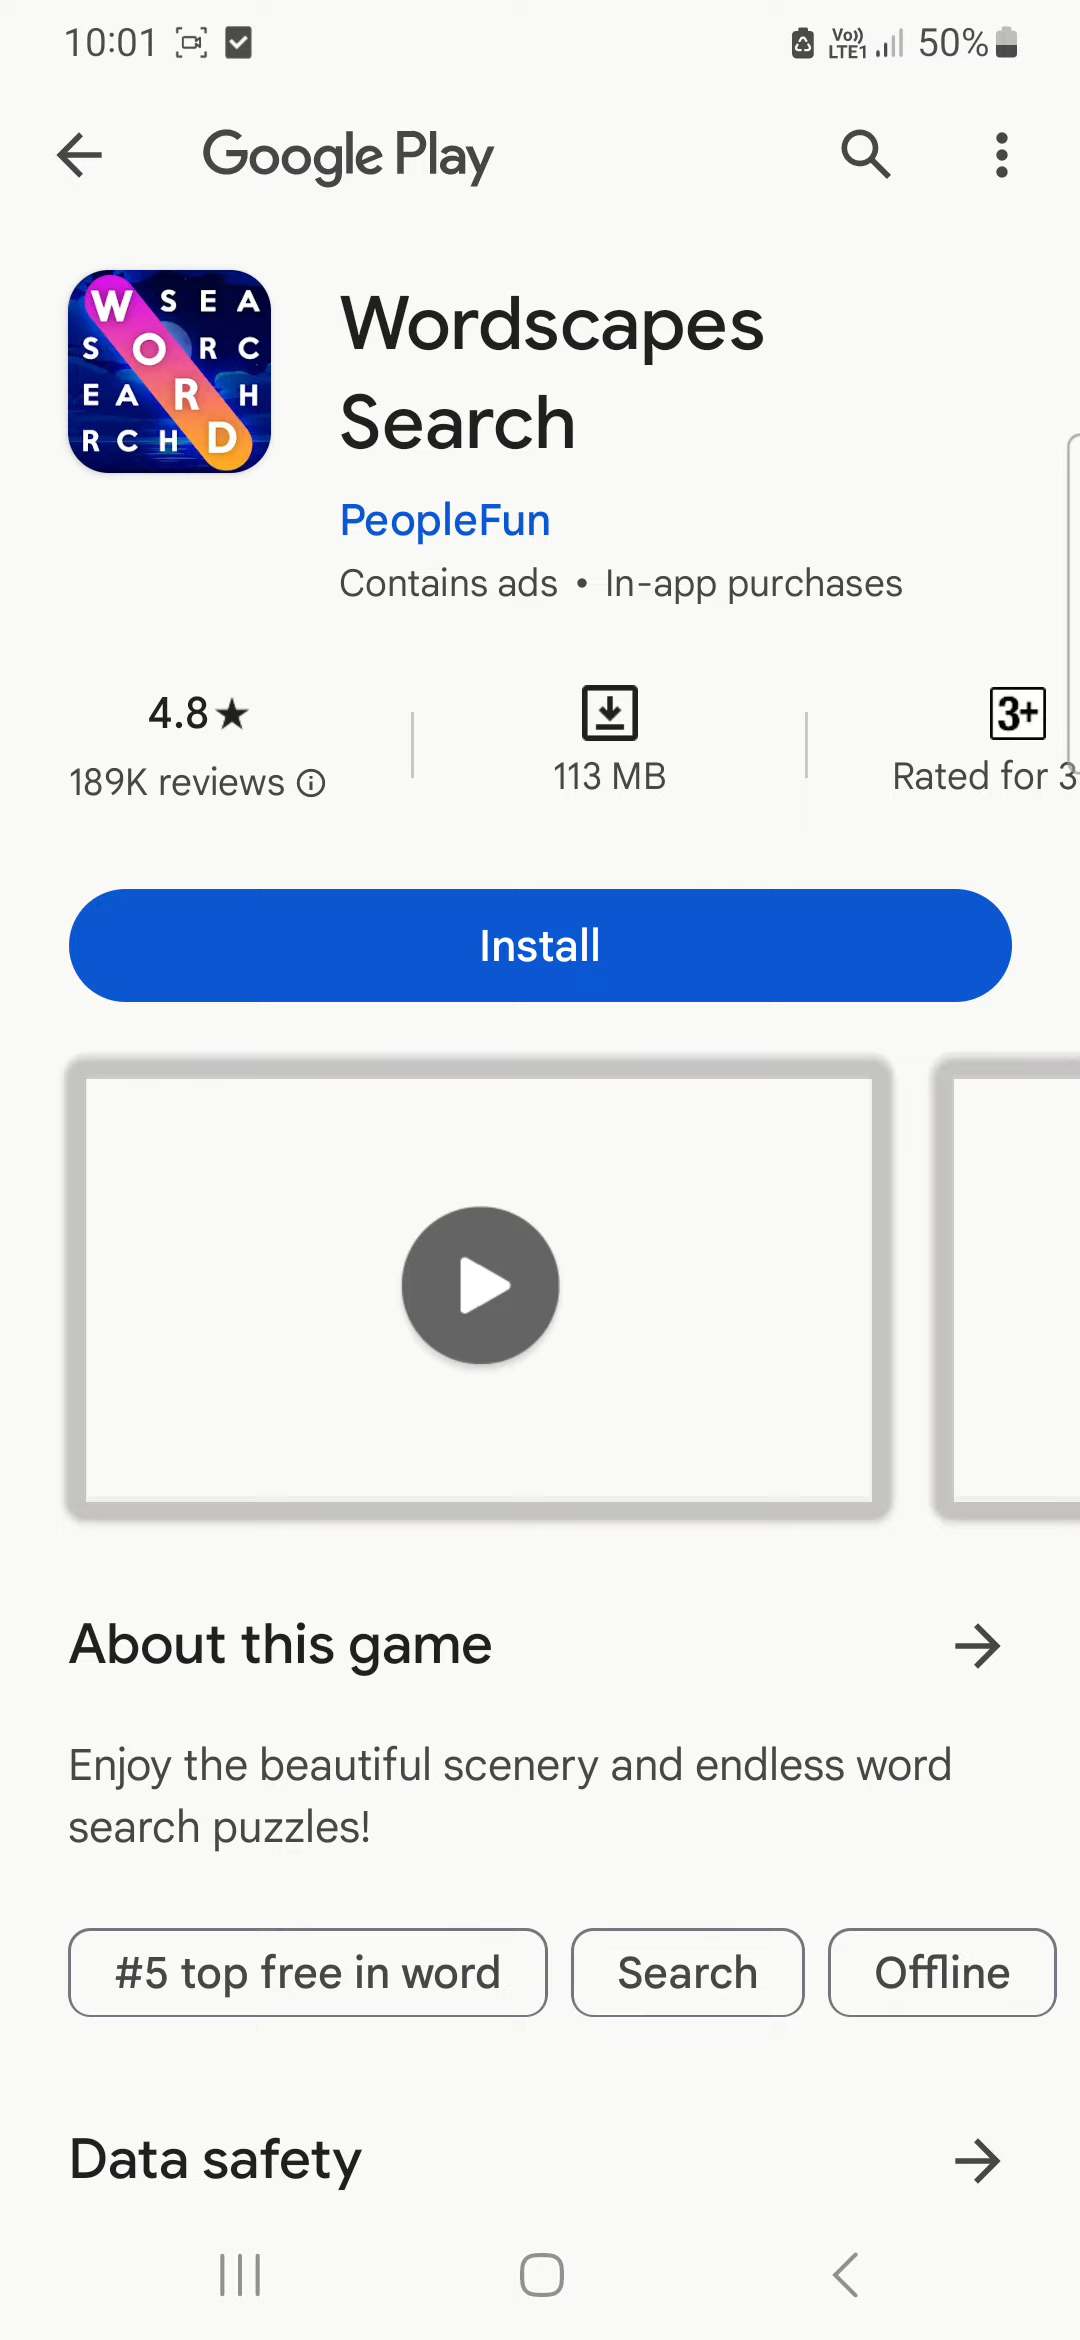 10:01
Vo))
LTE1
50%
Google Play
W S E A
S O R C
E A R H
R C H D
Wordscapes
Search
PeopleFun
Contains ads • In-app purchases
4.8★
189K reviews
113 MB
3+
Rated for 3
Install
About this game
Enjoy the beautiful scenery and endless word
search puzzles!
#5 top free in word
Search
Offline
Data safety